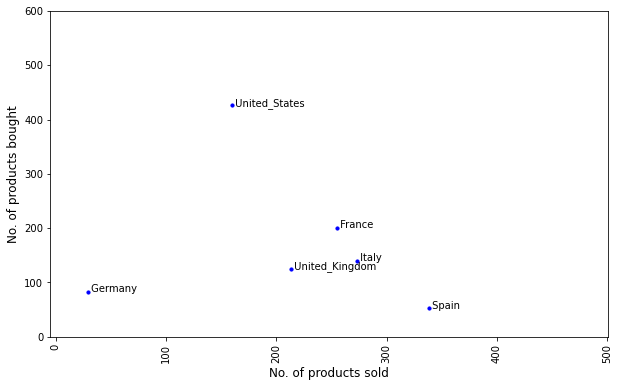 600
500
400
300
200
100
0
No. of products bought
United_States
France
Italy
United_Kingdom
Germany
Spain
0
100
200
300
400
500
No. of products sold